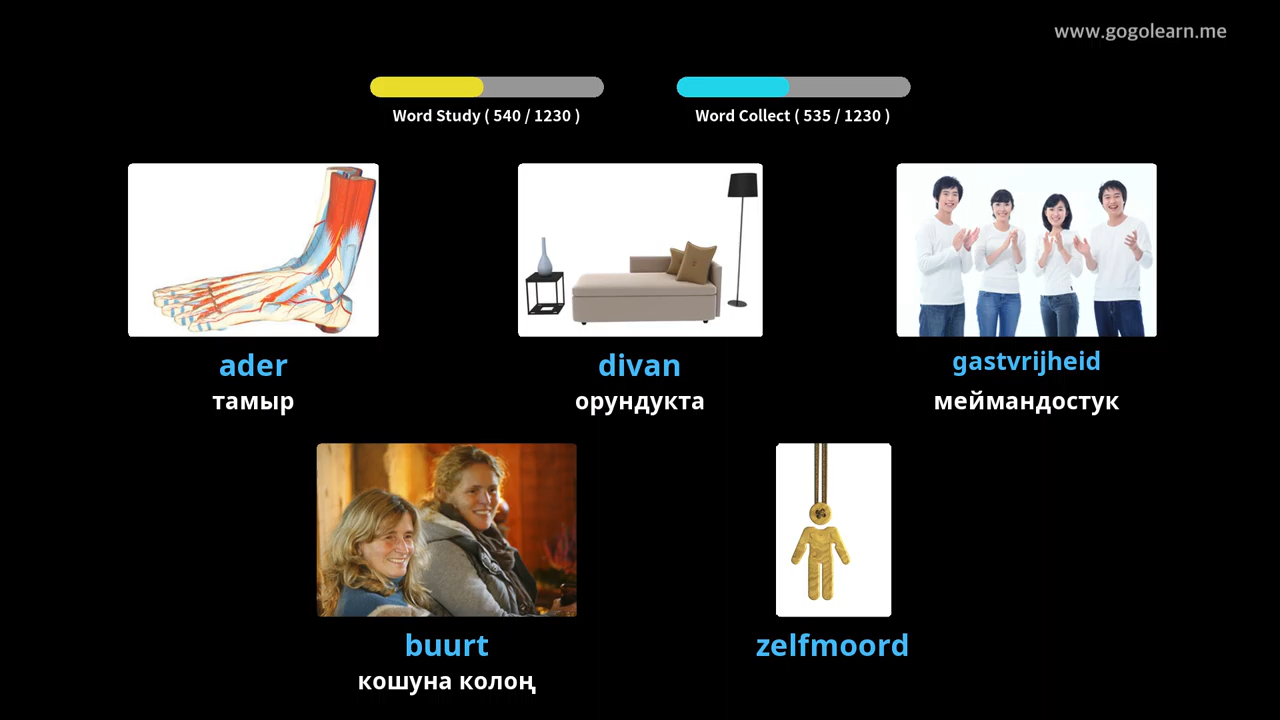 www.gogolearn.me
Word Study ( 540 / 1230 )
Word Collect ( 535 / 1230 )
ader
тамыр
divan
орундукта
gastvrijheid
меймандостук
buurt
кошуна колоң
zelfmoord